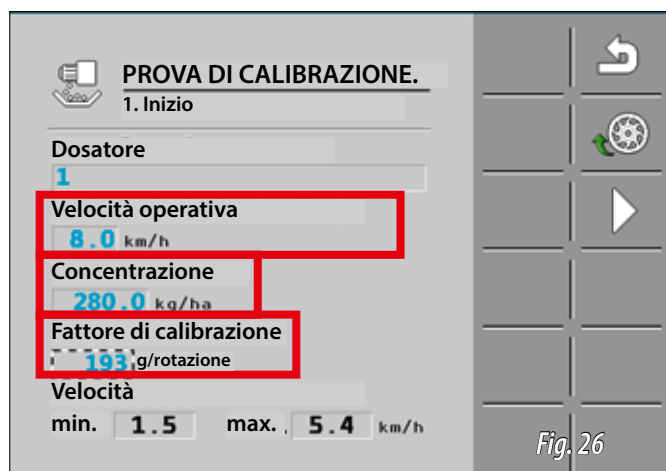 PROVA DI CALIBRAZIONE.
1. Inizio
Dosatore
1
Velocità operativa
8.0 km/h
Concentrazione
280.0 kg/ha
Fattore di calibrazione
193 g/rotazione
Velocità
min. 1.5 max. 5.4 km/h
Fig. 26